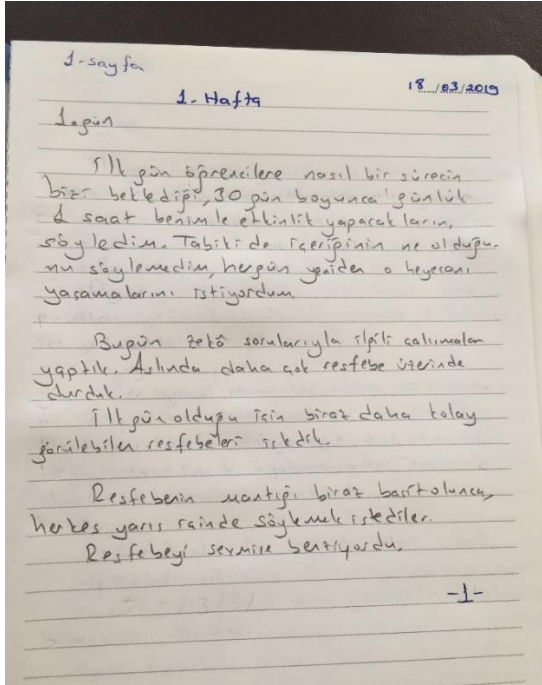 1-sayfa
18/03/2019
1. Hafta
1.gün
İlk gün öğrencilere nasıl bir sürecin
bizi beklediği, 30 gün boyunca günlük
1 saat benimle etkinlik yapacakların,
söyledim. Tabiki de içeriğinin ne olduğu-
nu söylemedim, hergün yeniden o heyecanı
yaşamalarını istiyordum.
Bugün zekâ sorularıyla ilgili çalışmalar
yaptık. Aslında daha çok resfebe üzerinde
durduk.
İlk gün olduğu için biraz daha kolay
görülebilen resfebeleri
Resfebenin mantığı biraz basit olunca,
herkes yarış içinde söylemek istediler.
Resfebeyi sevmişe benziyordu.
-1-